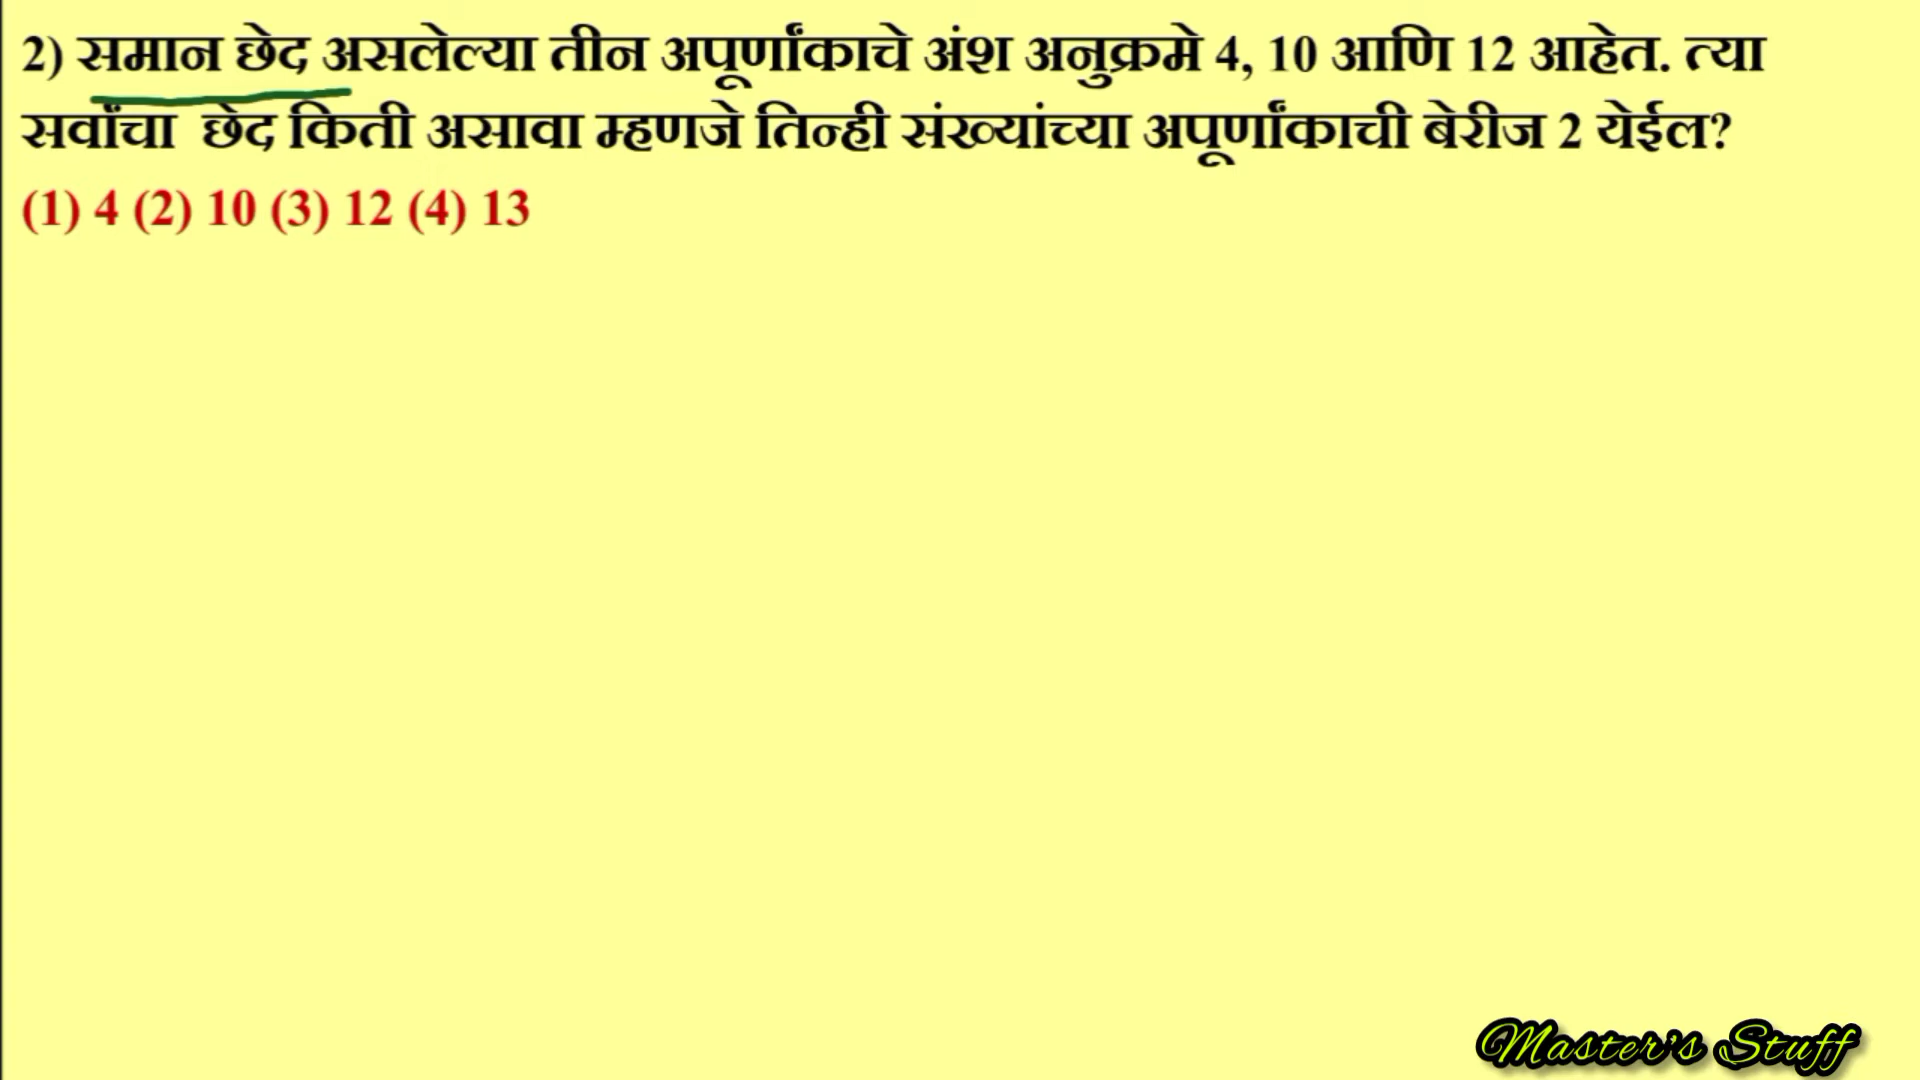 2) समान छेद असलेल्या तीन अपूर्णांकाचे अंश अनुक्रमे 4, 10 आणि 12 आहेत. त्या
सर्वांचा छेद किती असावा म्हणजे तिन्ही संख्यांच्या अपूर्णांकाची बेरीज 2 येईल?
(1) 4 (2) 10 (3) 12 (4) 13
Master's Stuff